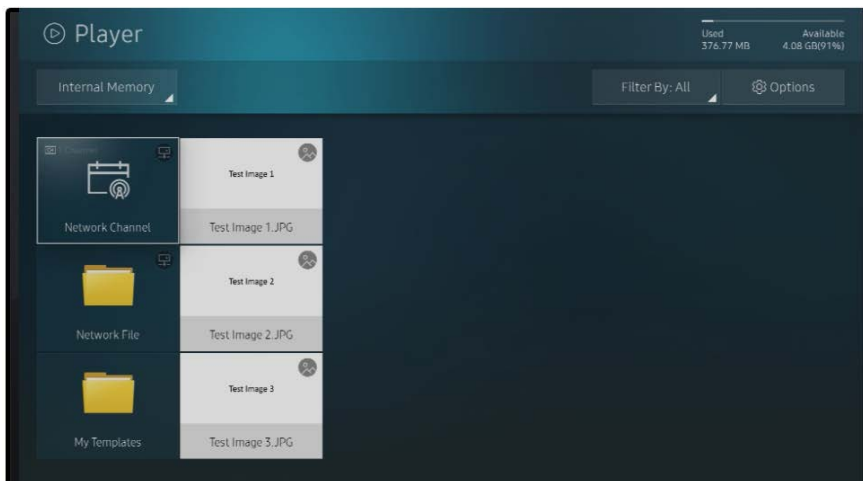 Player
Used Available
376.77 MB 4.08 GB(91%)
Internal Memory
Filter By: All
Options
Network Channel
Test Image 1
Test Image 1.JPG
Network File
Test Image 2
Test Image 2.JPG
My Templates
Test Image 3
Test Image 3.JPG